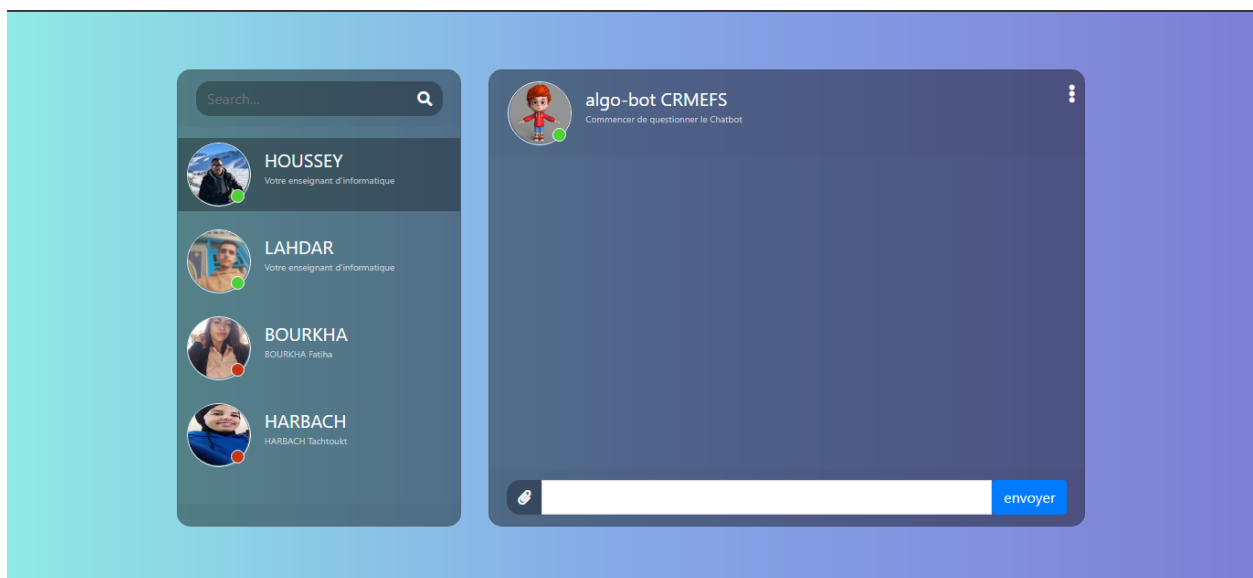 Search...
HOUSSEY
Votre enseignant d'informatique
LAHDAR
Votre enseignant d'informatique
BOURKHA
BOURKHA Fatiha
HARBACH
HARBACH Tachtoukt
algo-bot CRMEFS
Commencer de questionner le Chatbot
envoyer